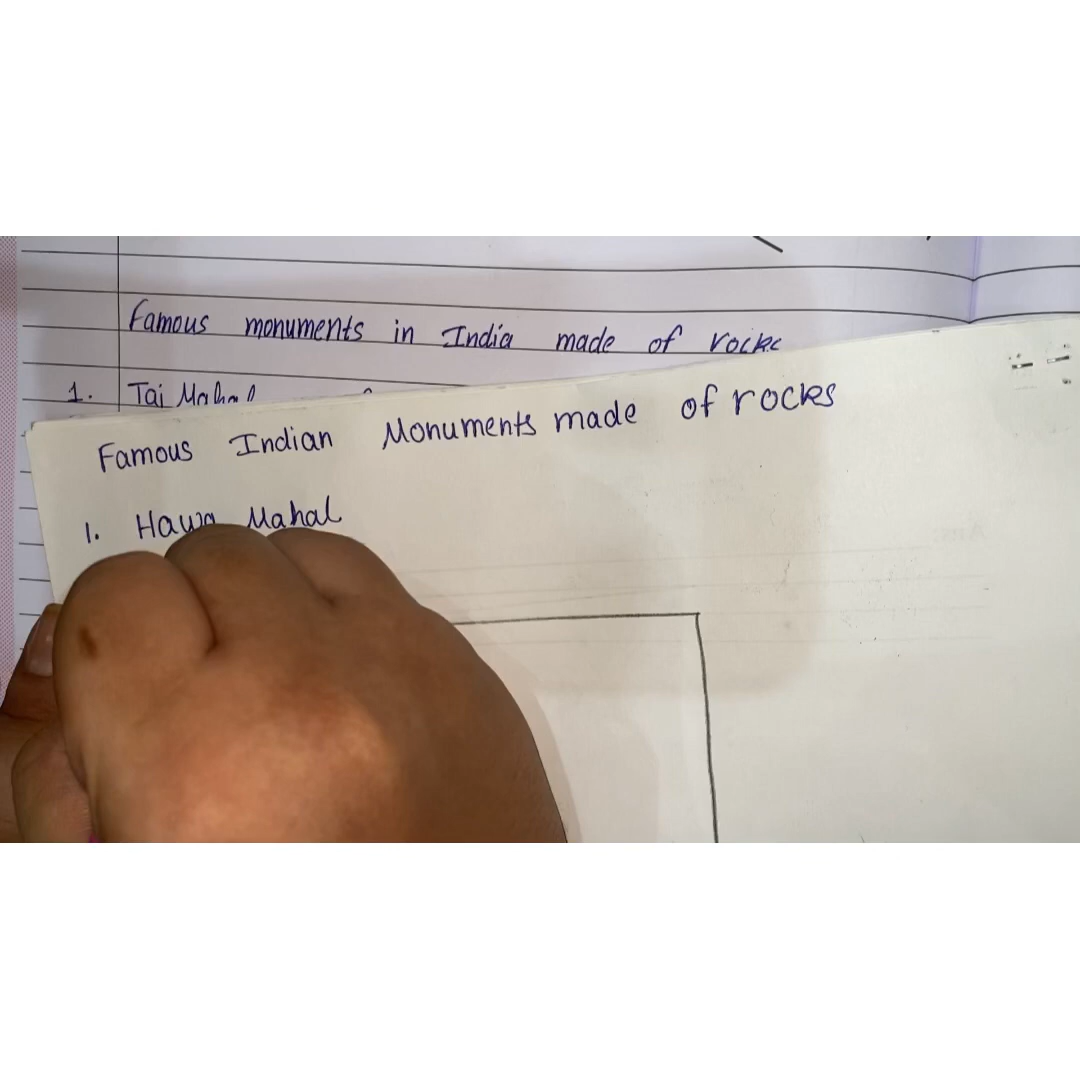 Famous monuments in India made of rocks
1. Taj Mahal
Famous Indian Monuments made of rocks
1. Hawa Mahal